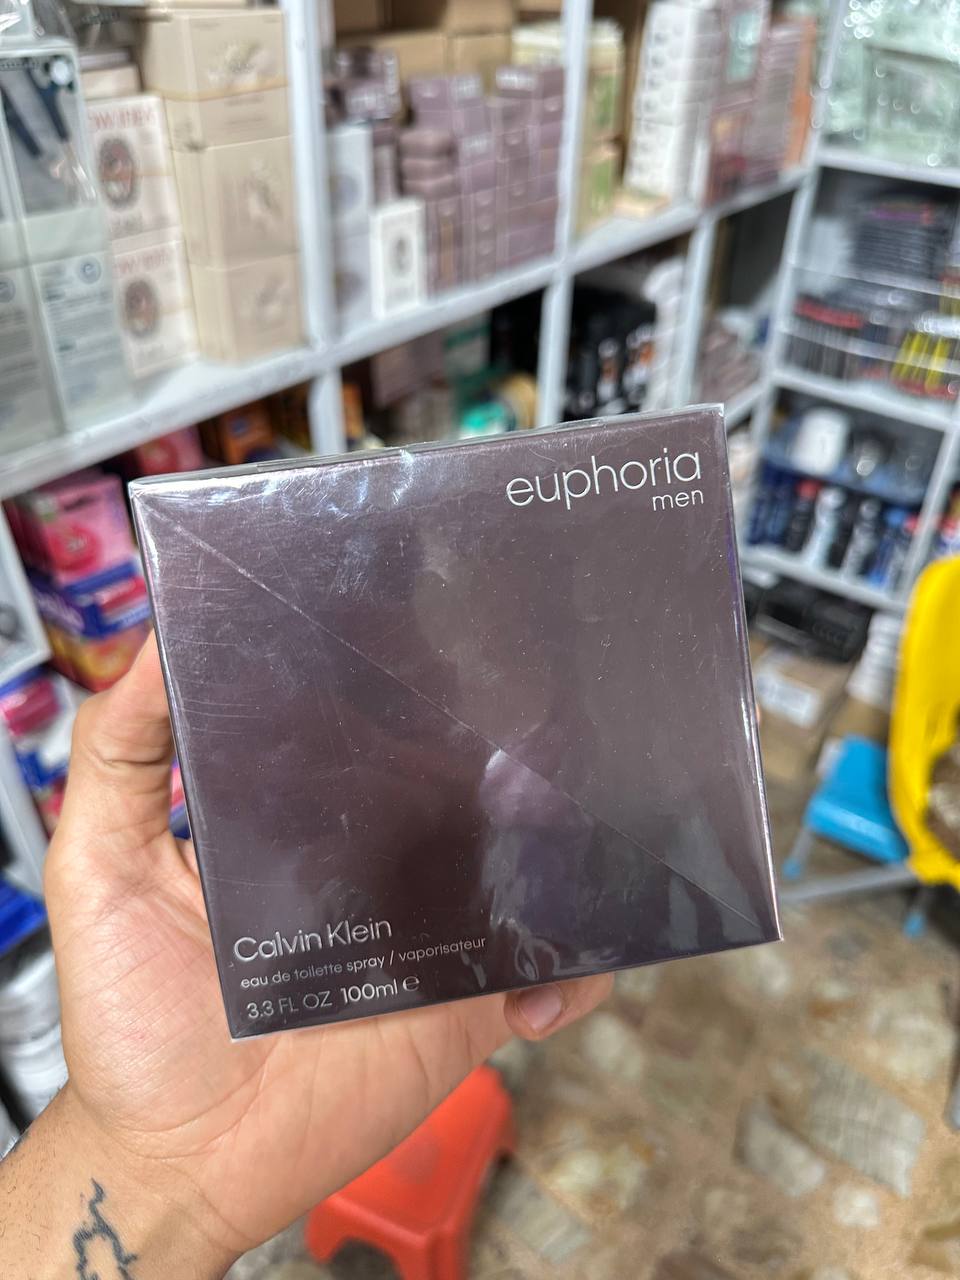 euphoria
men
Calvin Klein
eau de toilette spray / vaporisateur
3.3 FL OZ 100ml ℮